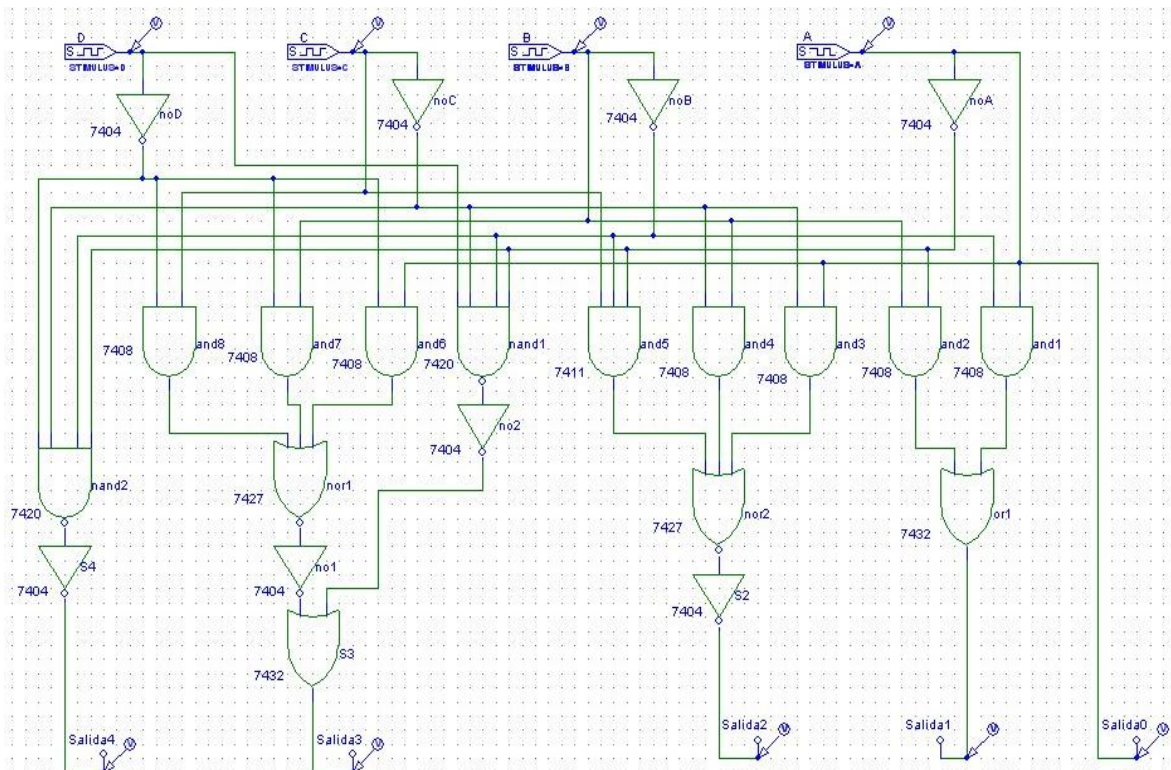 D
C
B
A
V
V
V
V
S
S
S
S
STIMULUS=D
STIMULUS=C
STIMULUS=B
STIMULUS=A
noD
noC
noB
noA
7404
7404
7404
7404
and8
and7
and6
nand1
and5
and4
and3
and2
and1
7408
7408
7408
7420
7411
7408
7408
7408
7408
no2
7404
nand2
7420
nor1
7427
nor2
7427
or1
7432
S4
7404
no1
7404
S2
7404
S3
7432
Salida4
V
Salida3
V
Salida2
V
Salida1
V
Salida0
V